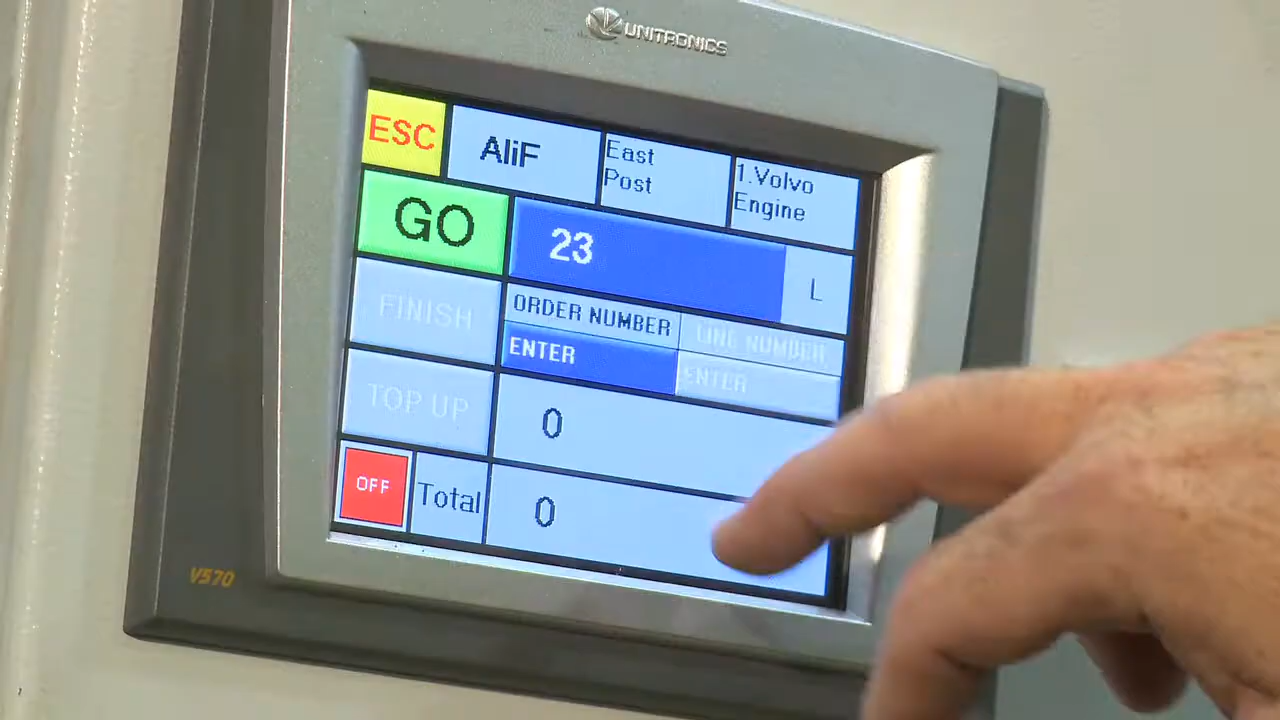 UNITRONICS
ESC
AliF
East
Post
1.Volvo
Engine
GO
23
L
FINISH
ORDER NUMBER
LINE NUMBER
ENTER
ENTER
TOP UP
0
OFF
Total
0
V570